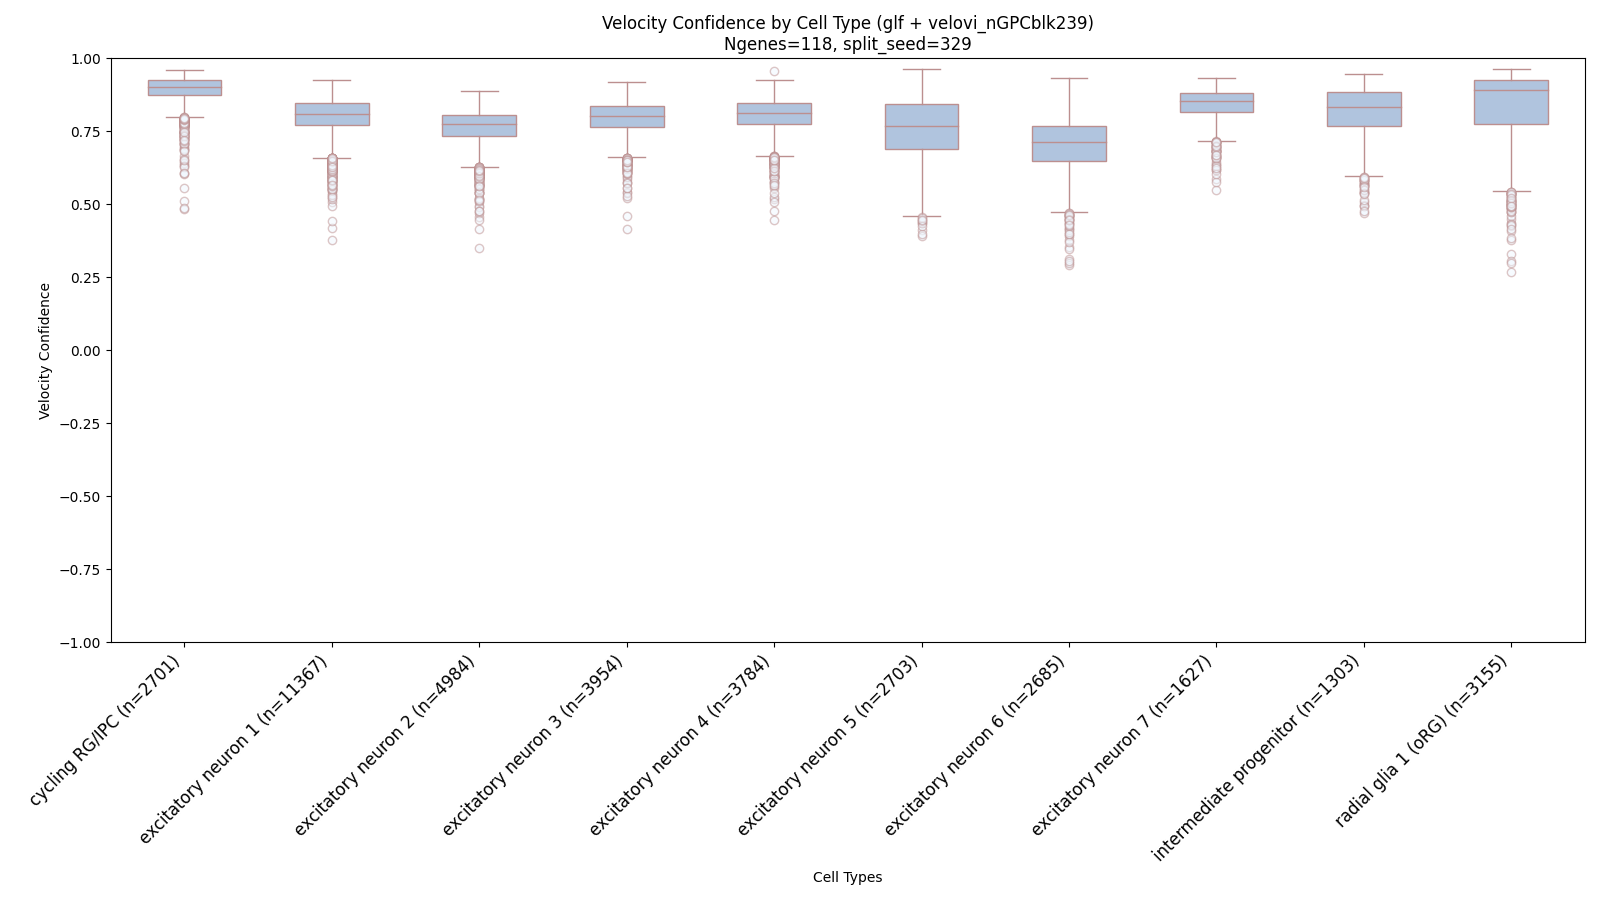 Velocity Confidence by Cell Type (glf + velovi_nGPCblk239)
Ngenes=118, split_seed=329
1.00
0.75
0.50
0.25
0.00
−0.25
−0.50
−0.75
−1.00
Velocity Confidence
cycling RG/IPC (n=2701)
excitatory neuron 1 (n=11367)
excitatory neuron 2 (n=4984)
excitatory neuron 3 (n=3954)
excitatory neuron 4 (n=3784)
excitatory neuron 5 (n=2703)
excitatory neuron 6 (n=2685)
excitatory neuron 7 (n=1627)
intermediate progenitor (n=1303)
radial glia 1 (oRG) (n=3155)
Cell Types